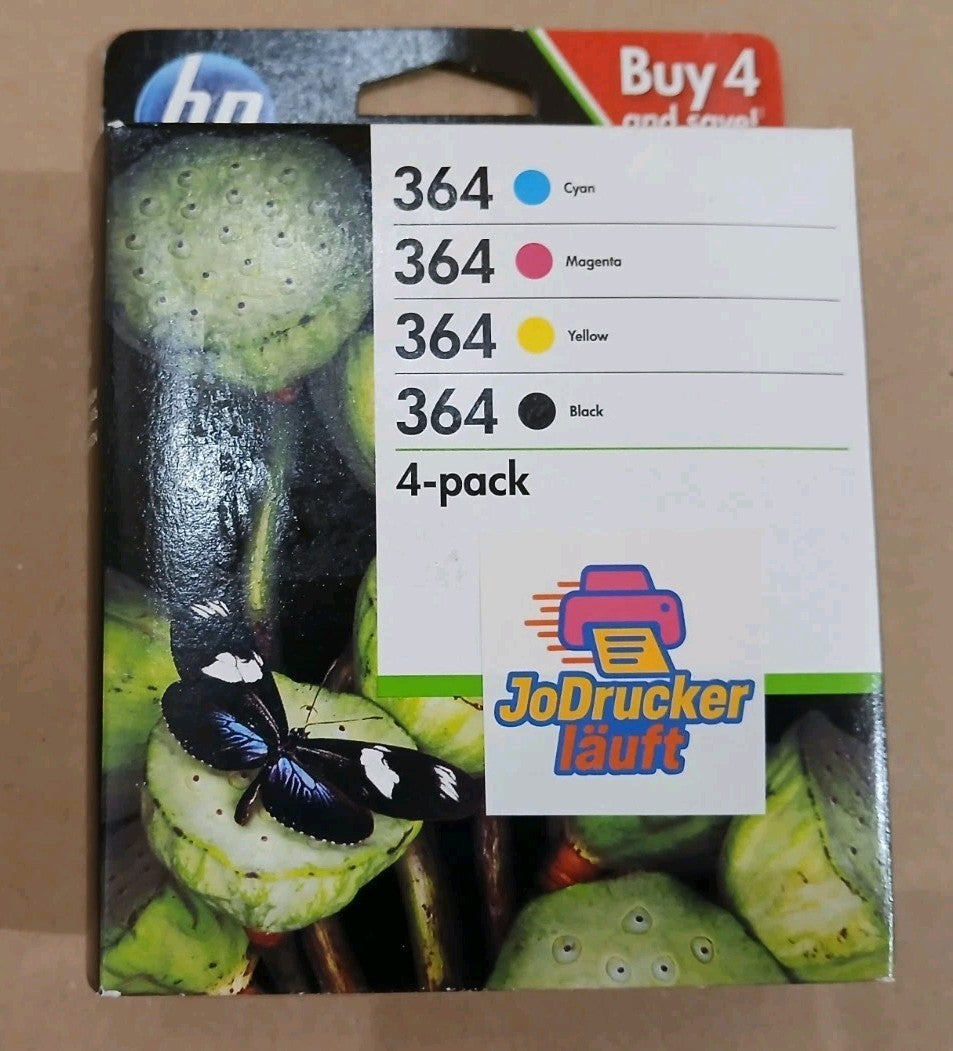 hp
Buy 4
and save!
364 Cyan
364 Magenta
364 Yellow
364 Black
4-pack
JoDrucker
läuft